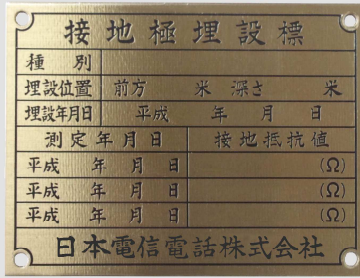 接地極埋設標
種別
埋設位置 前方 米 深さ 米
埋設年月日 平成 年 月 日
測定年月日 接地抵抗値
平成 年 月 日 (Ω)
平成 年 月 日 (Ω)
平成 年 月 日 (Ω)
日本電信電話株式会社